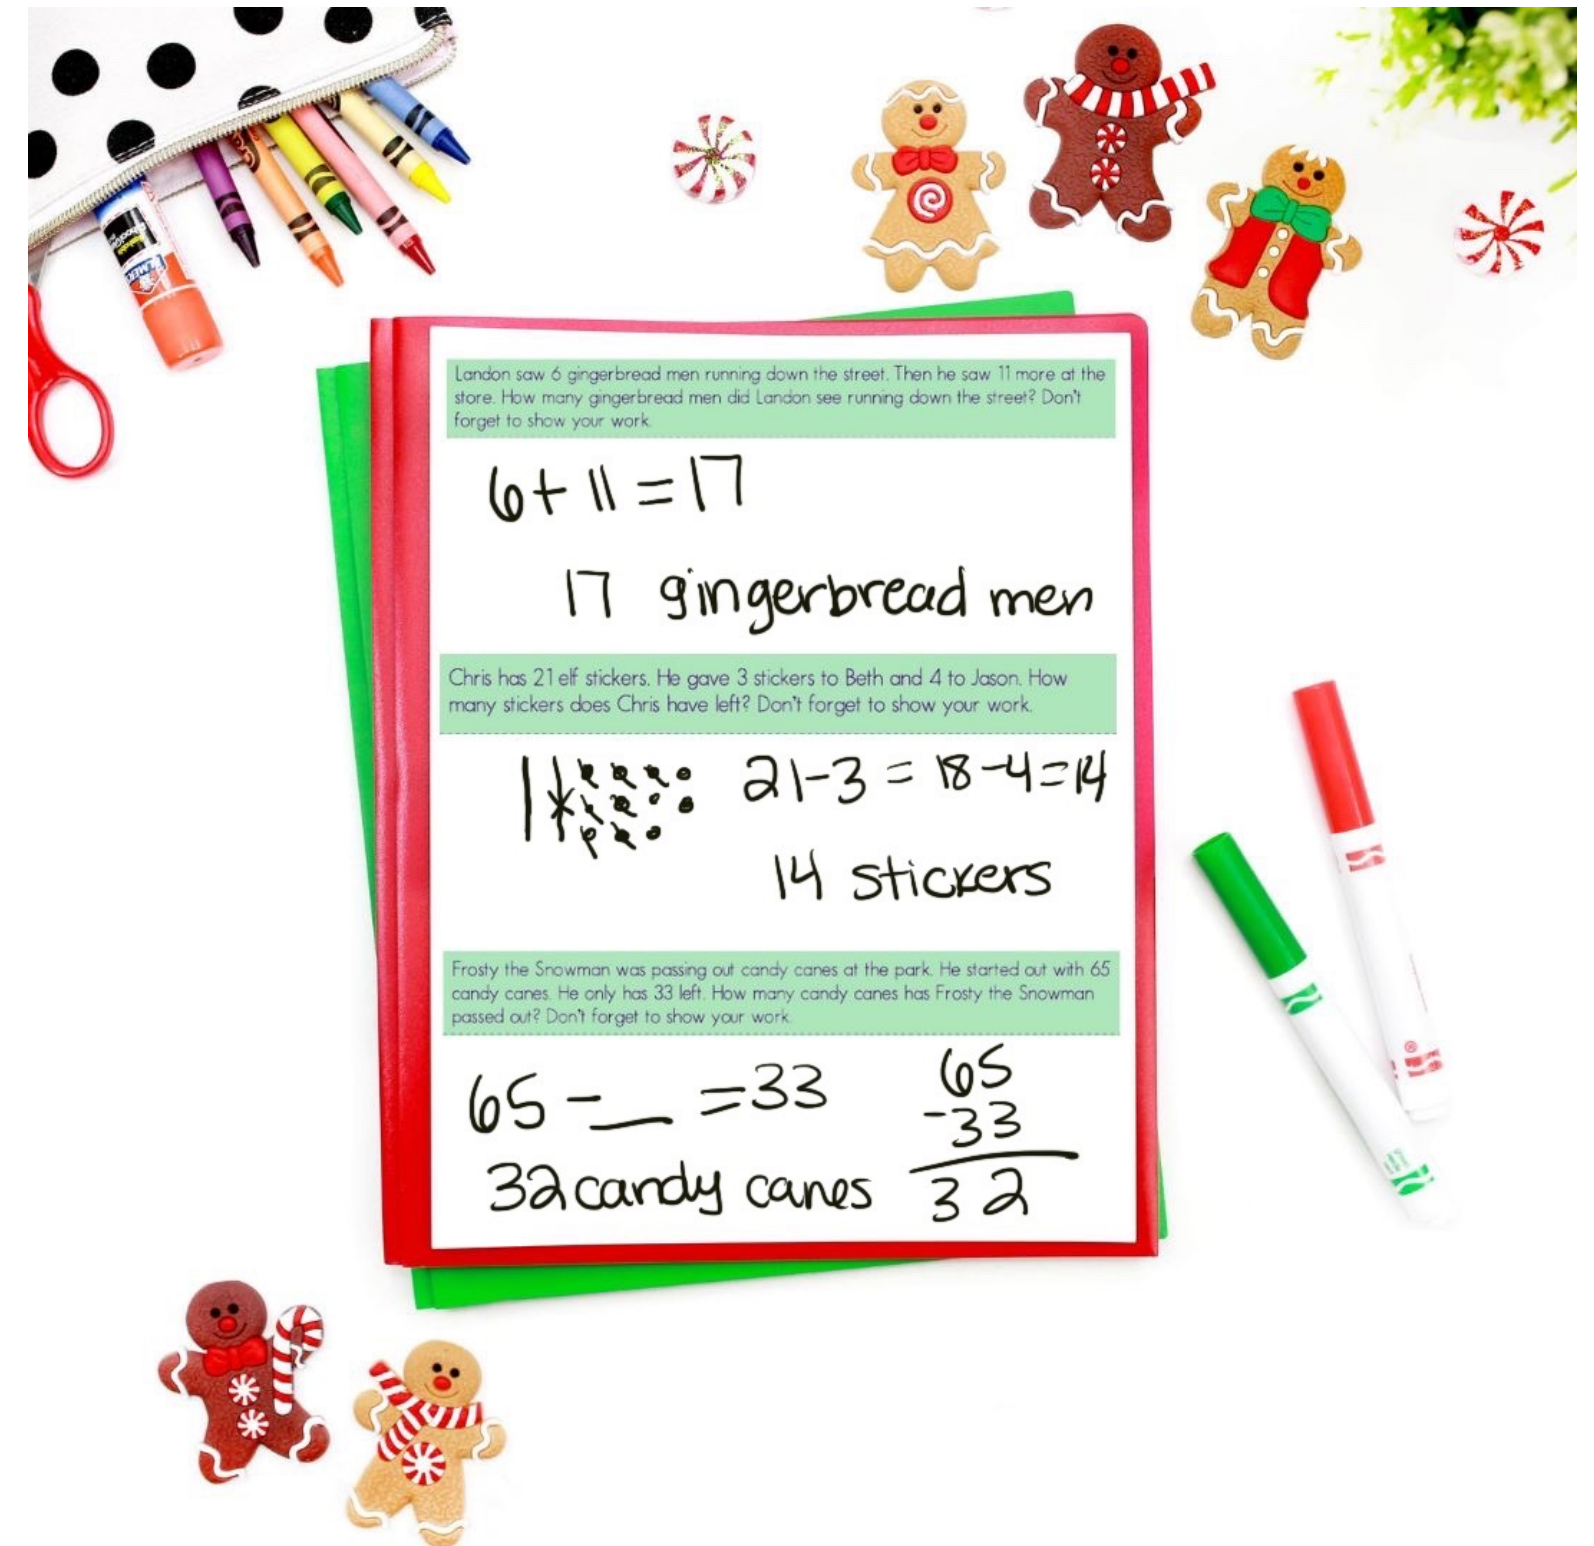 Landon saw 6 gingerbread men running down the street. Then he saw 11 more at the
store. How many gingerbread men did Landon see running down the street? Don't
forget to show your work.
6 + 11 = 17
17 gingerbread men
Chris has 21 elf stickers. He gave 3 stickers to Beth and 4 to Jason. How
many stickers does Chris have left? Don't forget to show your work.
21-3 = 18-4=14
14 stickers
Frosty the Snowman was passing out candy canes at the park. He started out with 65
candy canes. He only has 33 left. How many candy canes has Frosty the Snowman
passed out? Don't forget to show your work.
65 - __ = 33
32 candy canes
65
-33
32